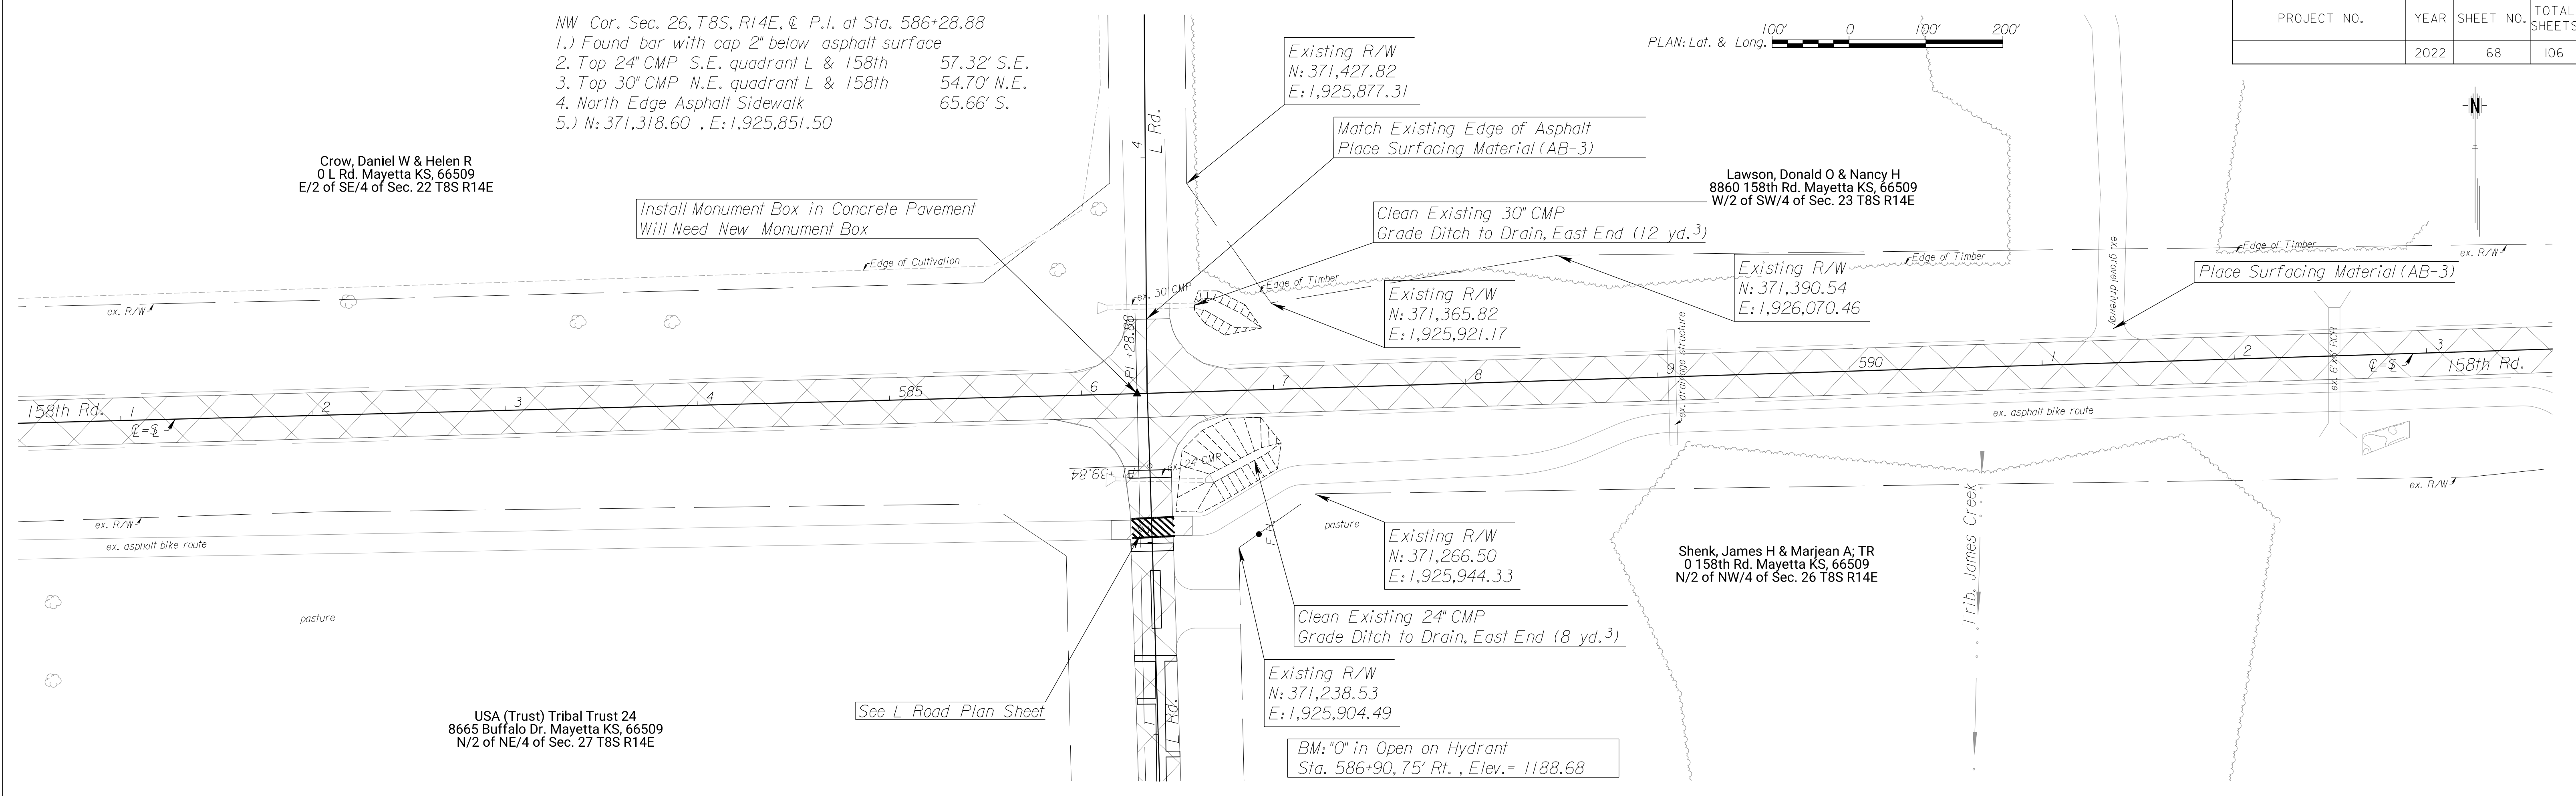 NW Cor. Sec. 26, T8S, R14E, ℄ P.I. at Sta. 586+28.88
1.) Found bar with cap 2" below asphalt surface
2. Top 24" CMP S.E. quadrant L & 158th 57.32' S.E.
3. Top 30" CMP N.E. quadrant L & 158th 54.70' N.E.
4. North Edge Asphalt Sidewalk 65.66' S.
5.) N: 371,318.60 , E: 1,925,851.50
PROJECT NO. YEAR SHEET NO. TOTAL SHEETS
2022 68 106
PLAN: Lat. & Long. 100' 0 100' 200'
N
Existing R/W
N: 371,427.82
E: 1,925,877.31
Match Existing Edge of Asphalt
Place Surfacing Material (AB-3)
Crow, Daniel W & Helen R
0 L Rd. Mayetta KS, 66509
E/2 of SE/4 of Sec. 22 T8S R14E
Lawson, Donald O & Nancy H
8860 158th Rd. Mayetta KS, 66509
W/2 of SW/4 of Sec. 23 T8S R14E
Install Monument Box in Concrete Pavement
Will Need New Monument Box
Clean Existing 30" CMP
Grade Ditch to Drain, East End (12 yd.³)
4
L Rd.
Edge of Cultivation
Edge of Timber
Edge of Timber
Edge of Timber
ex. R/W
ex. R/W
ex. gravel driveway
Place Surfacing Material (AB-3)
Existing R/W
N: 371,390.54
E: 1,926,070.46
Existing R/W
N: 371,365.82
E: 1,925,921.17
ex. 30" CMP
PI +28.88
ex. drainage structure
ex. 6'x6' RCB
158th Rd. 1 2 3 4 585 6 7 8 9 590 1 2 3 158th Rd.
℄=
℄=
ex. asphalt bike route
PI +39.84
ex. 24" CMP
ex. R/W
ex. R/W
ex. asphalt bike route
F.H.
pasture
Existing R/W
N: 371,266.50
E: 1,925,944.33
Shenk, James H & Marjean A; TR
0 158th Rd. Mayetta KS, 66509
N/2 of NW/4 of Sec. 26 T8S R14E
Trib. James Creek
Clean Existing 24" CMP
Grade Ditch to Drain, East End (8 yd.³)
pasture
Existing R/W
N: 371,238.53
E: 1,925,904.49
See L Road Plan Sheet
L Rd.
USA (Trust) Tribal Trust 24
8665 Buffalo Dr. Mayetta KS, 66509
N/2 of NE/4 of Sec. 27 T8S R14E
BM: "O" in Open on Hydrant
Sta. 586+90, 75' Rt. , Elev.= 1188.68